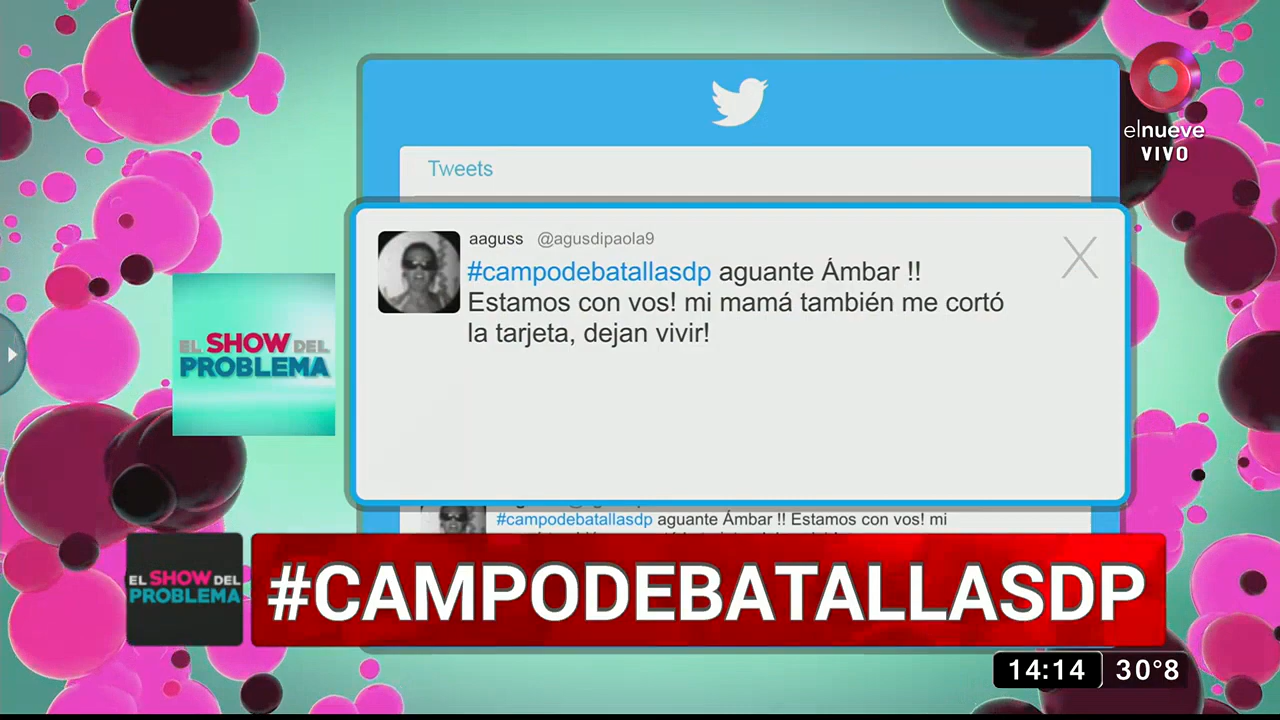 elnueve
VIVO
Tweets
aaguss @agusdipaola9
#campodebatallasdp aguante Ámbar !!
Estamos con vos! mi mamá también me cortó
la tarjeta, dejan vivir!
EL SHOW DEL
PROBLEMA
#campodebatallasdp aguante Ámbar !! Estamos con vos! mi
EL SHOW DEL
PROBLEMA
#CAMPODEBATALLASDP
14:14 30°8